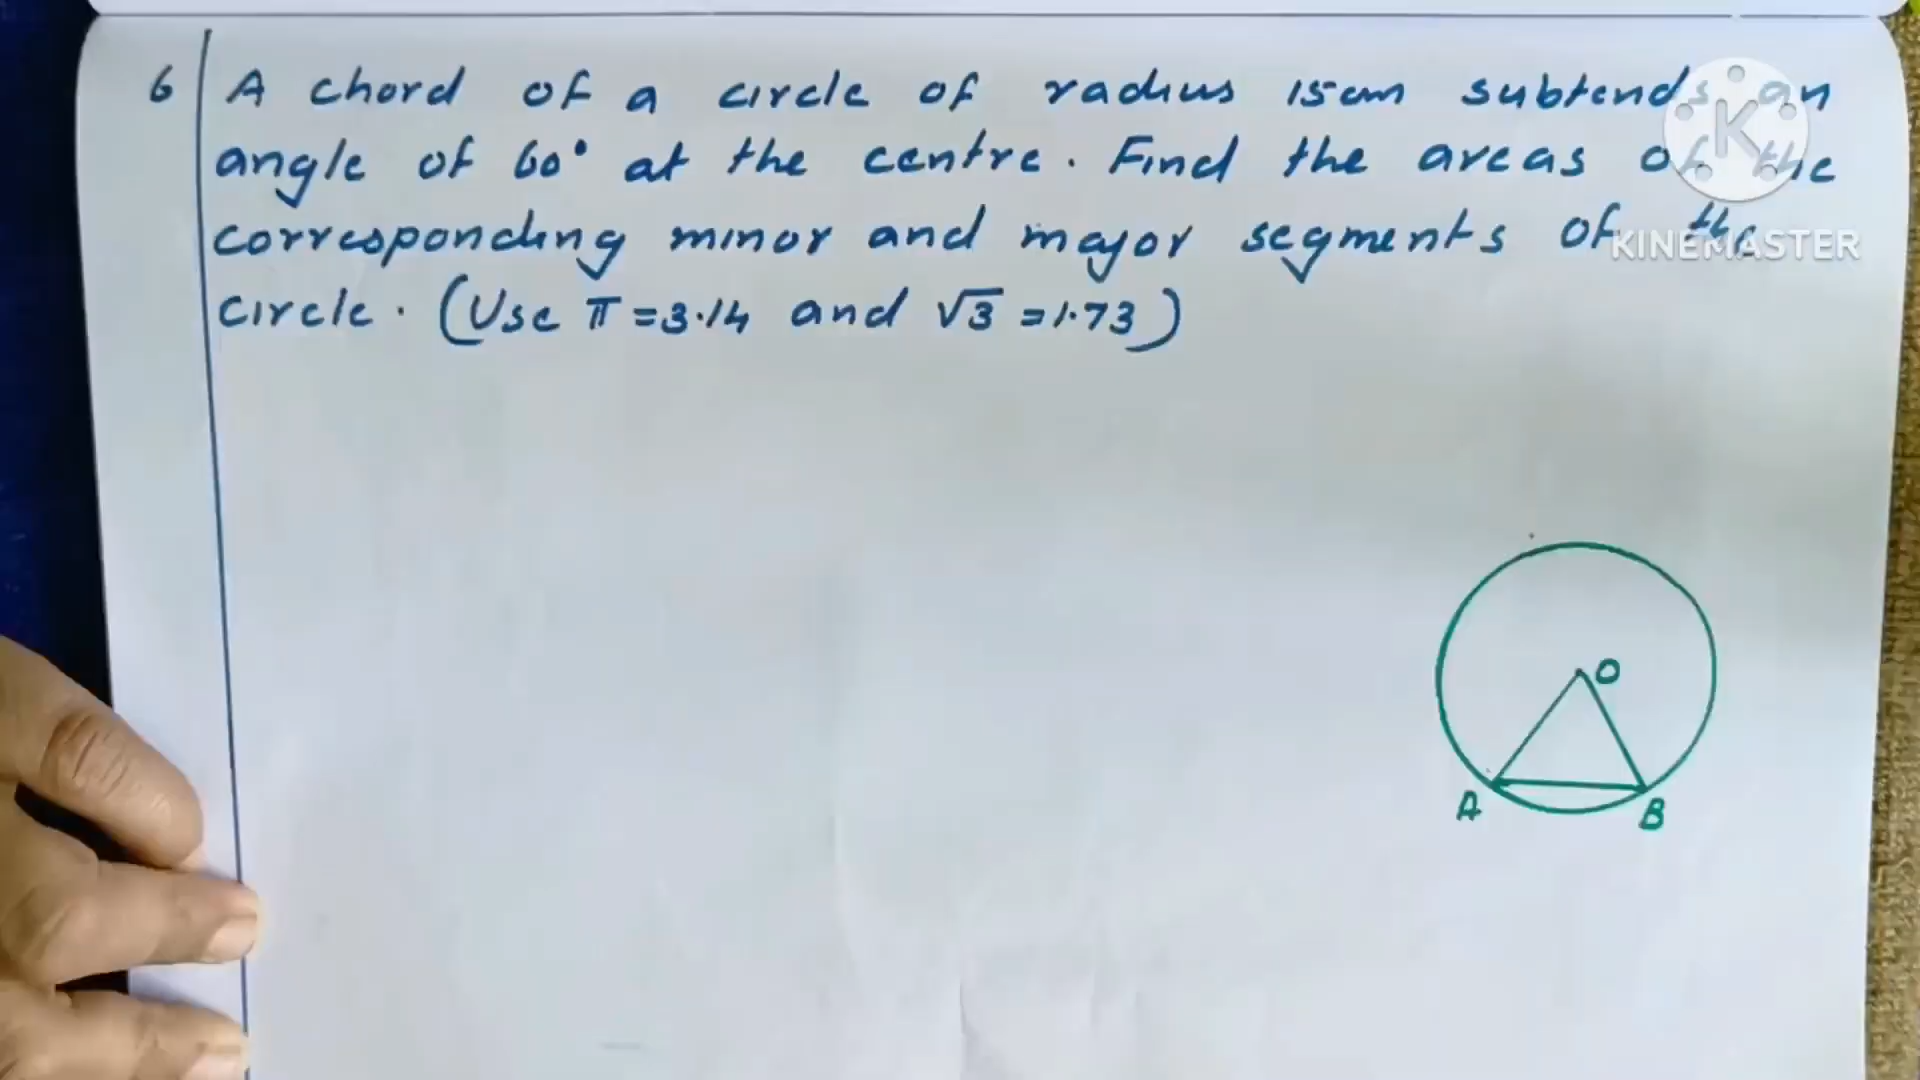 6 A chord of a circle of radius 15cm subtends an
angle of 60° at the centre. Find the areas of the
corresponding minor and major segments of the
circle. (Use π = 3.14 and √3 = 1.73)
K
KINEMASTER
O
A
B